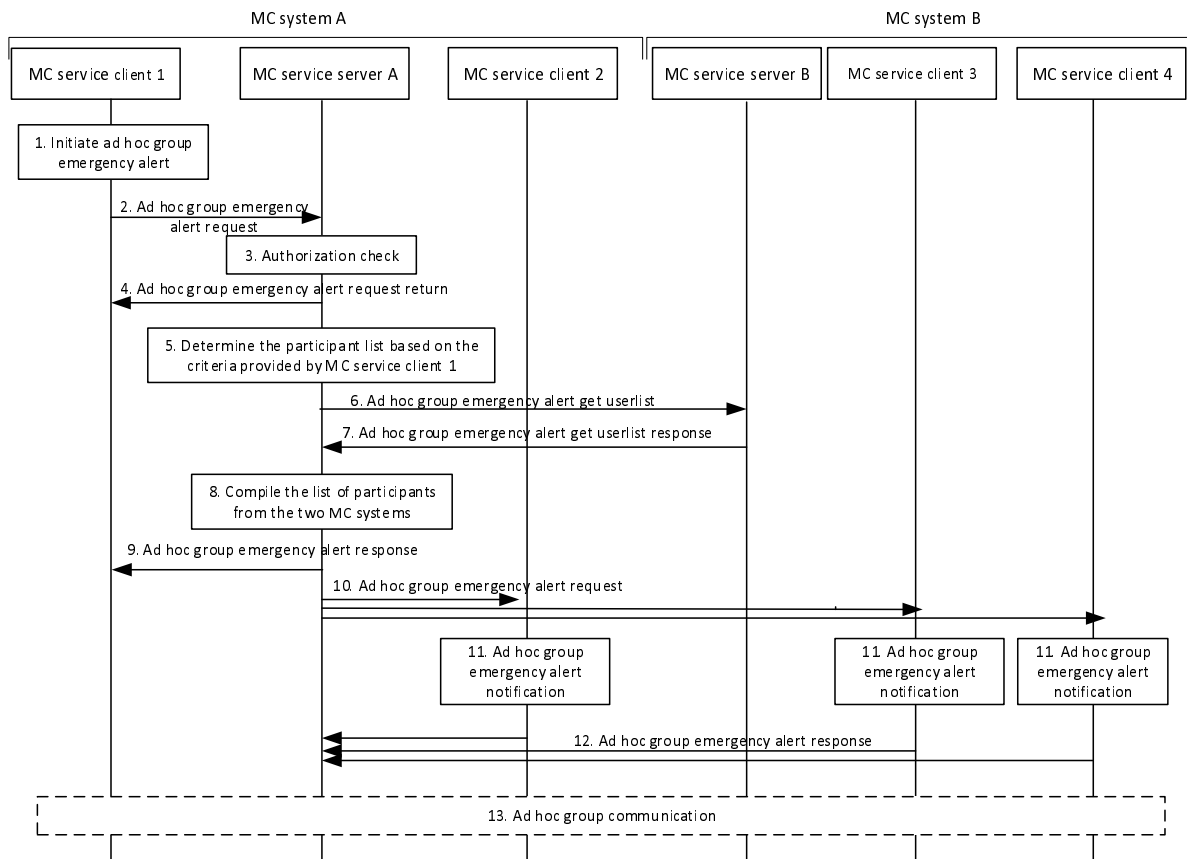 MC system A
MC system B
MC service client 1
MC service server A
MC service client 2
MC service server B
MC service client 3
MC service client 4
1. Initiate ad hoc group
emergency alert
2. Ad hoc group emergency
alert request
3. Authorization check
4. Ad hoc group emergency alert request return
5. Determine the participant list based on the
criteria provided by MC service client 1
6. Ad hoc group emergency alert get userlist
7. Ad hoc group emergency alert get userlist response
8. Compile the list of participants
from the two MC systems
9. Ad hoc group emergency alert response
10. Ad hoc group emergency alert request
11. Ad hoc group
emergency alert
notification
11. Ad hoc group
emergency alert
notification
11. Ad hoc group
emergency alert
notification
12. Ad hoc group emergency alert response
13. Ad hoc group communication